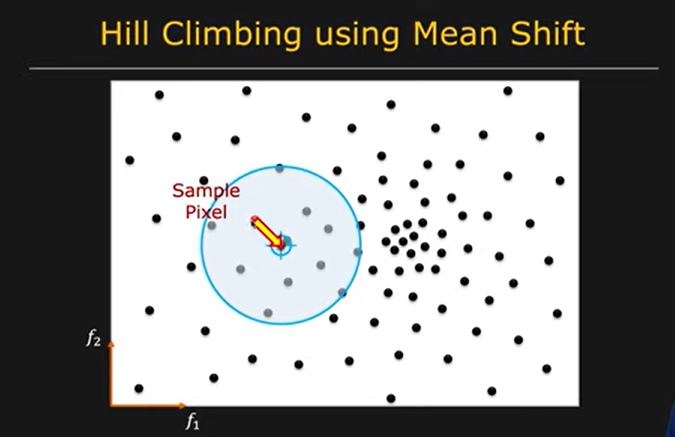 Hill Climbing using Mean Shift
Sample
Pixel
f₂
f₁